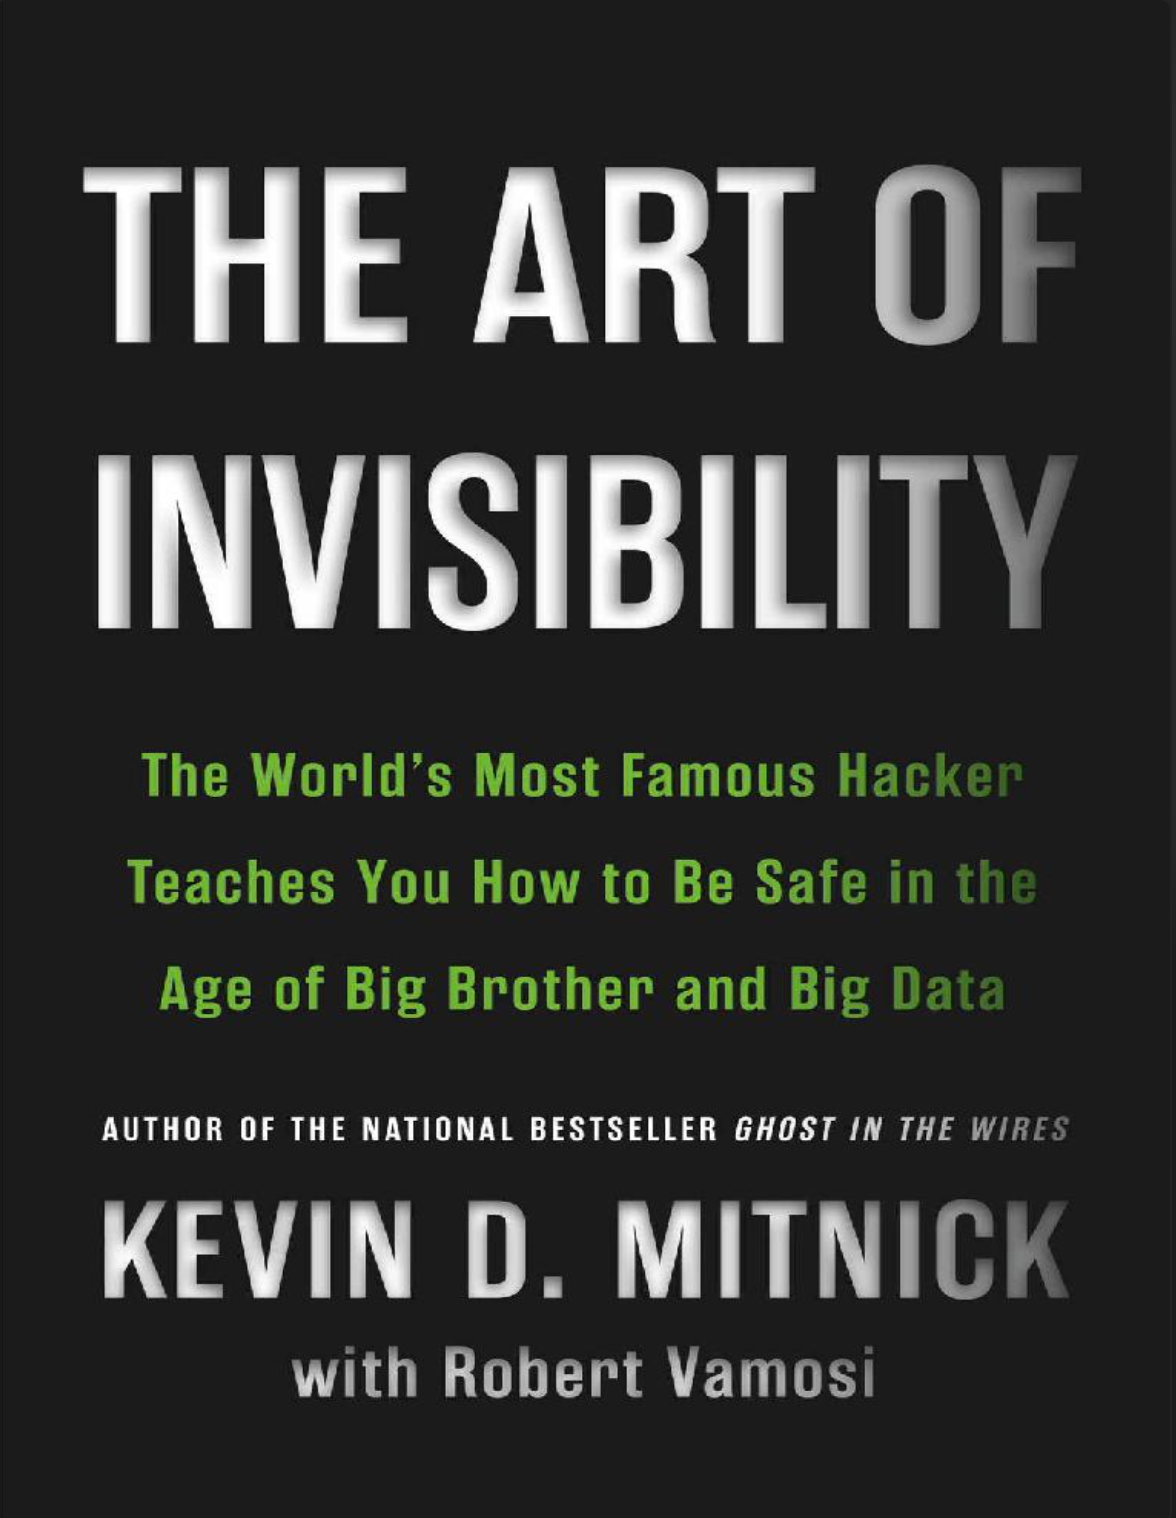 THE ART OF
INVISIBILITY
The World's Most Famous Hacker
Teaches You How to Be Safe in the
Age of Big Brother and Big Data
AUTHOR OF THE NATIONAL BESTSELLER GHOST IN THE WIRES
KEVIN D. MITNICK
with Robert Vamosi